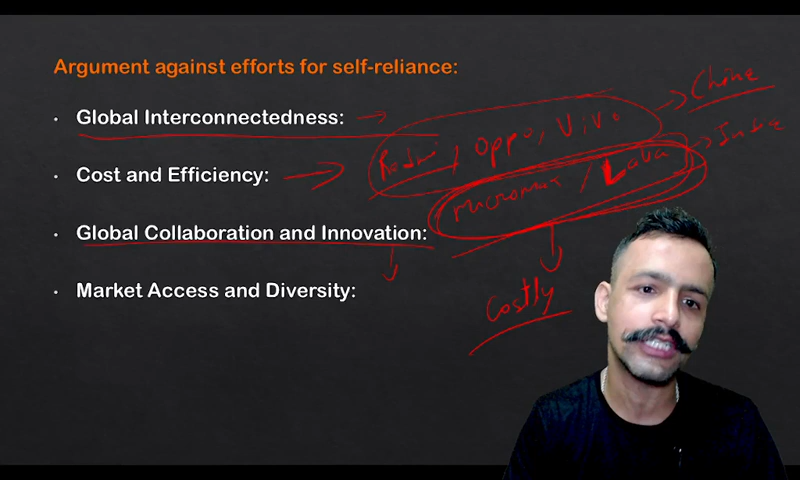 Argument against efforts for self-reliance:
• Global Interconnectedness:
• Cost and Efficiency:
• Global Collaboration and Innovation:
• Market Access and Diversity:
Redmi, Oppo, Vivo
China
Micromax / Lava
India
Costly